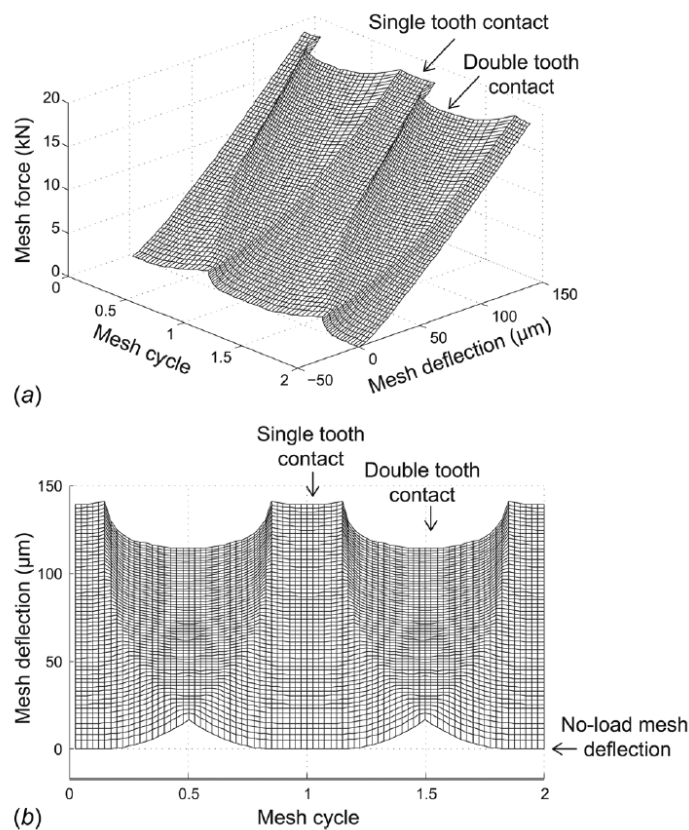 Single tooth contact
Double tooth
contact
20
15
10
5
0
Mesh force (kN)
0
0.5
1
1.5
2
Mesh cycle
−50
0
50
100
150
Mesh deflection (μm)
(a)
Single tooth
contact
Double tooth
contact
150
100
50
0
Mesh deflection (μm)
No-load mesh
deflection
0
0.5
1
1.5
2
Mesh cycle
(b)